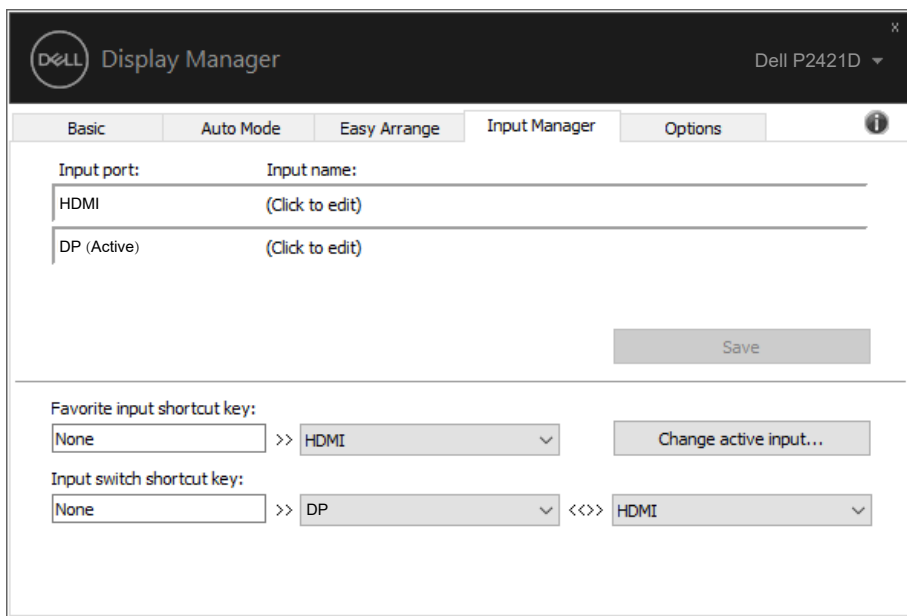 x
DELL Display Manager
Dell P2421D
Basic Auto Mode Easy Arrange Input Manager Options i
Input port: Input name:
HDMI (Click to edit)
DP (Active) (Click to edit)
Save
Favorite input shortcut key:
None >> HDMI Change active input...
Input switch shortcut key:
None >> DP <<>> HDMI